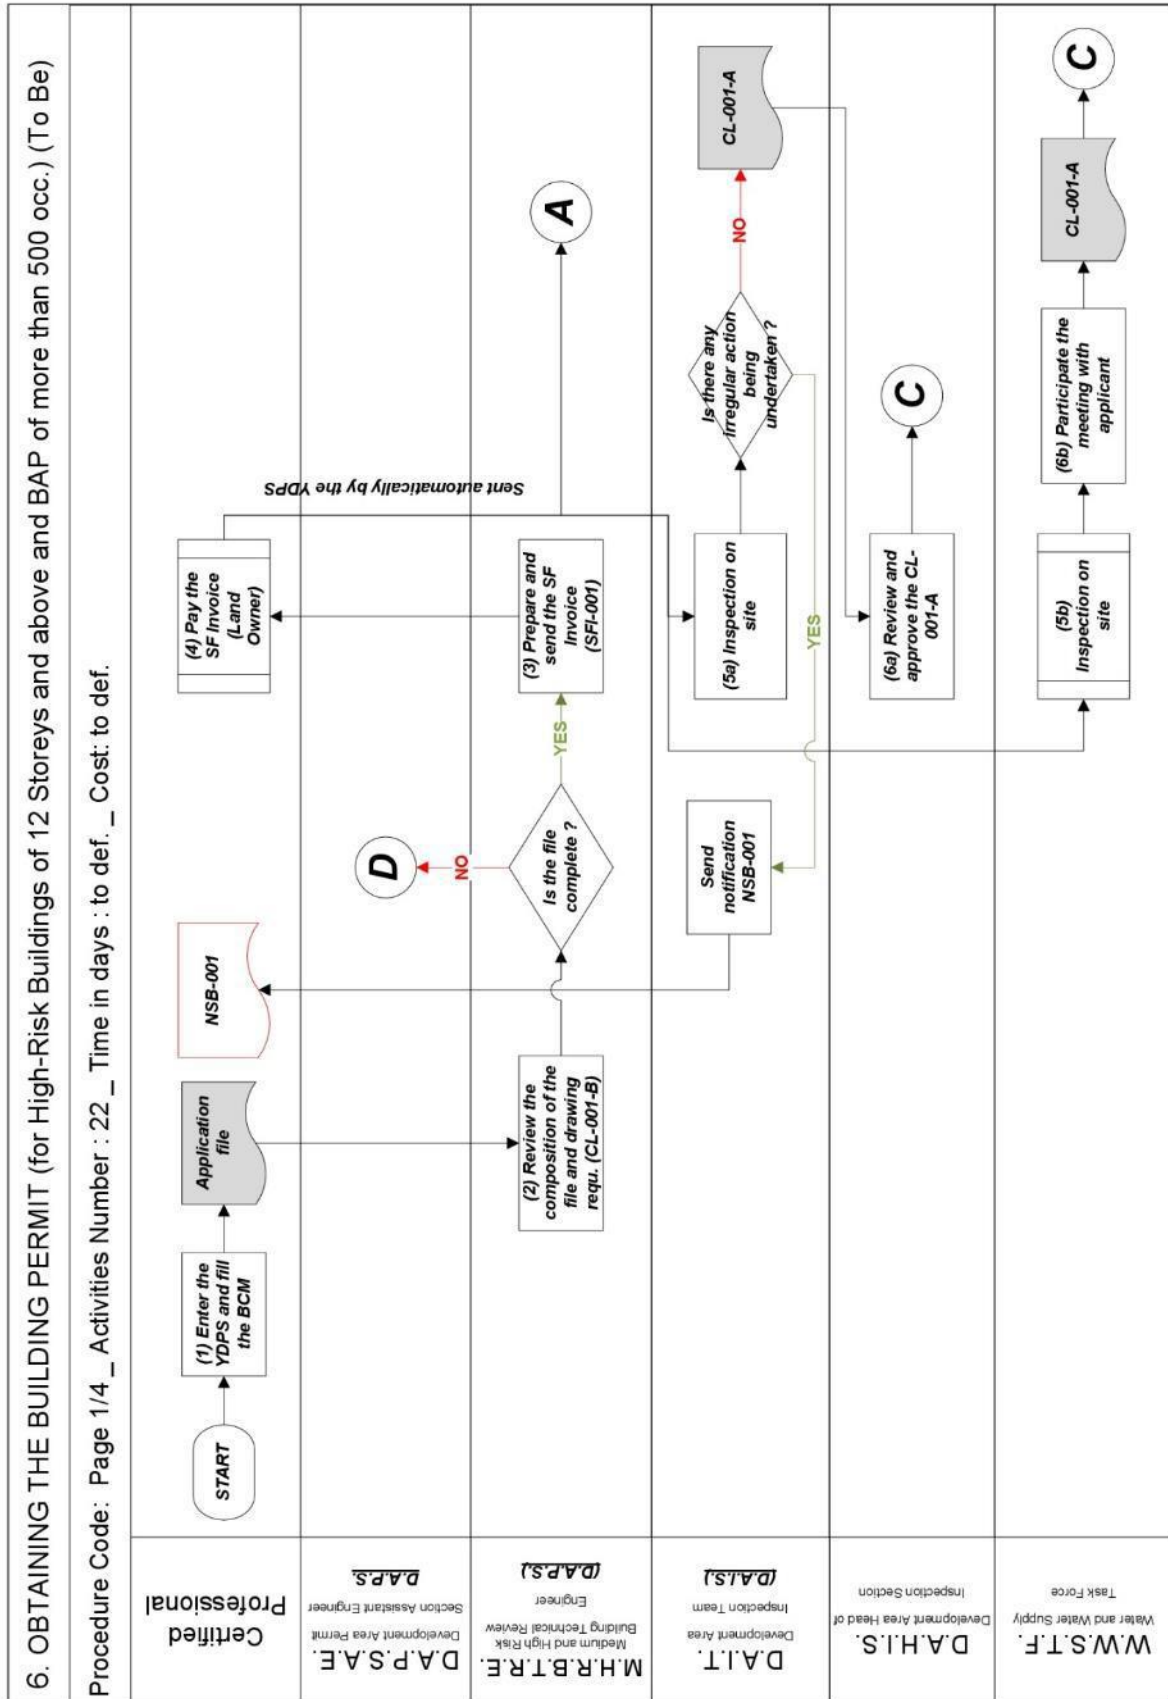 6. OBTAINING THE BUILDING PERMIT (for High-Risk Buildings of 12 Storeys and above and BAP of more than 500 occ.) (To Be)
Procedure Code: Page 1/4 _ Activities Number : 22 _ Time in days : to def. _ Cost: to def.
Certified
Professional
START
(1) Enter the
YDPS and fill
the BCM
Application
file
NSB-001
(4) Pay the
SF Invoice
(Land
Owner)
Sent automatically by the YDPS
D.A.P.S.A.E.
Development Area Permit
Section Assistant Engineer
D.A.P.S.
D
NO
M.H.R.B.T.R.E.
Medium and High Risk
Building Technical Review
Engineer
(D.A.P.S.)
(2) Review the
composition of the
file and drawing
requ. (CL-001-B)
Is the file
complete ?
YES
(3) Prepare and
send the SF
Invoice
(SFI-001)
A
D.A.I.T.
Development Area
Inspection Team
(D.A.I.S.)
Send
notification
NSB-001
(5a) Inspection on
site
Is there any
irregular action
being
undertaken ?
NO
CL-001-A
YES
D.A.H.I.S.
Development Area Head of
Inspection Section
(6a) Review and
approve the CL-
001-A
C
W.W.S.T.F.
Water and Water Supply
Task Force
(5b)
Inspection on
site
(6b) Participate the
meeting with
applicant
CL-001-A
C